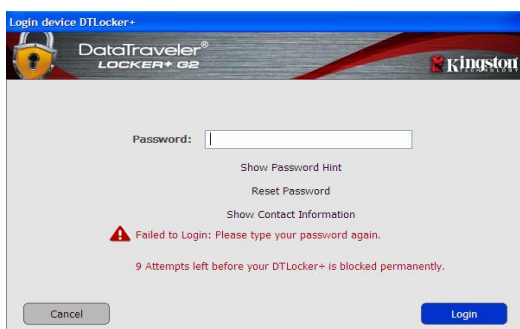 Login device DTLocker+
DataTraveler®
LOCKER+ G2
Kingston
TECHNOLOGY
Password:
Show Password Hint
Reset Password
Show Contact Information
Failed to Login: Please type your password again.
9 Attempts left before your DTLocker+ is blocked permanently.
Cancel
Login